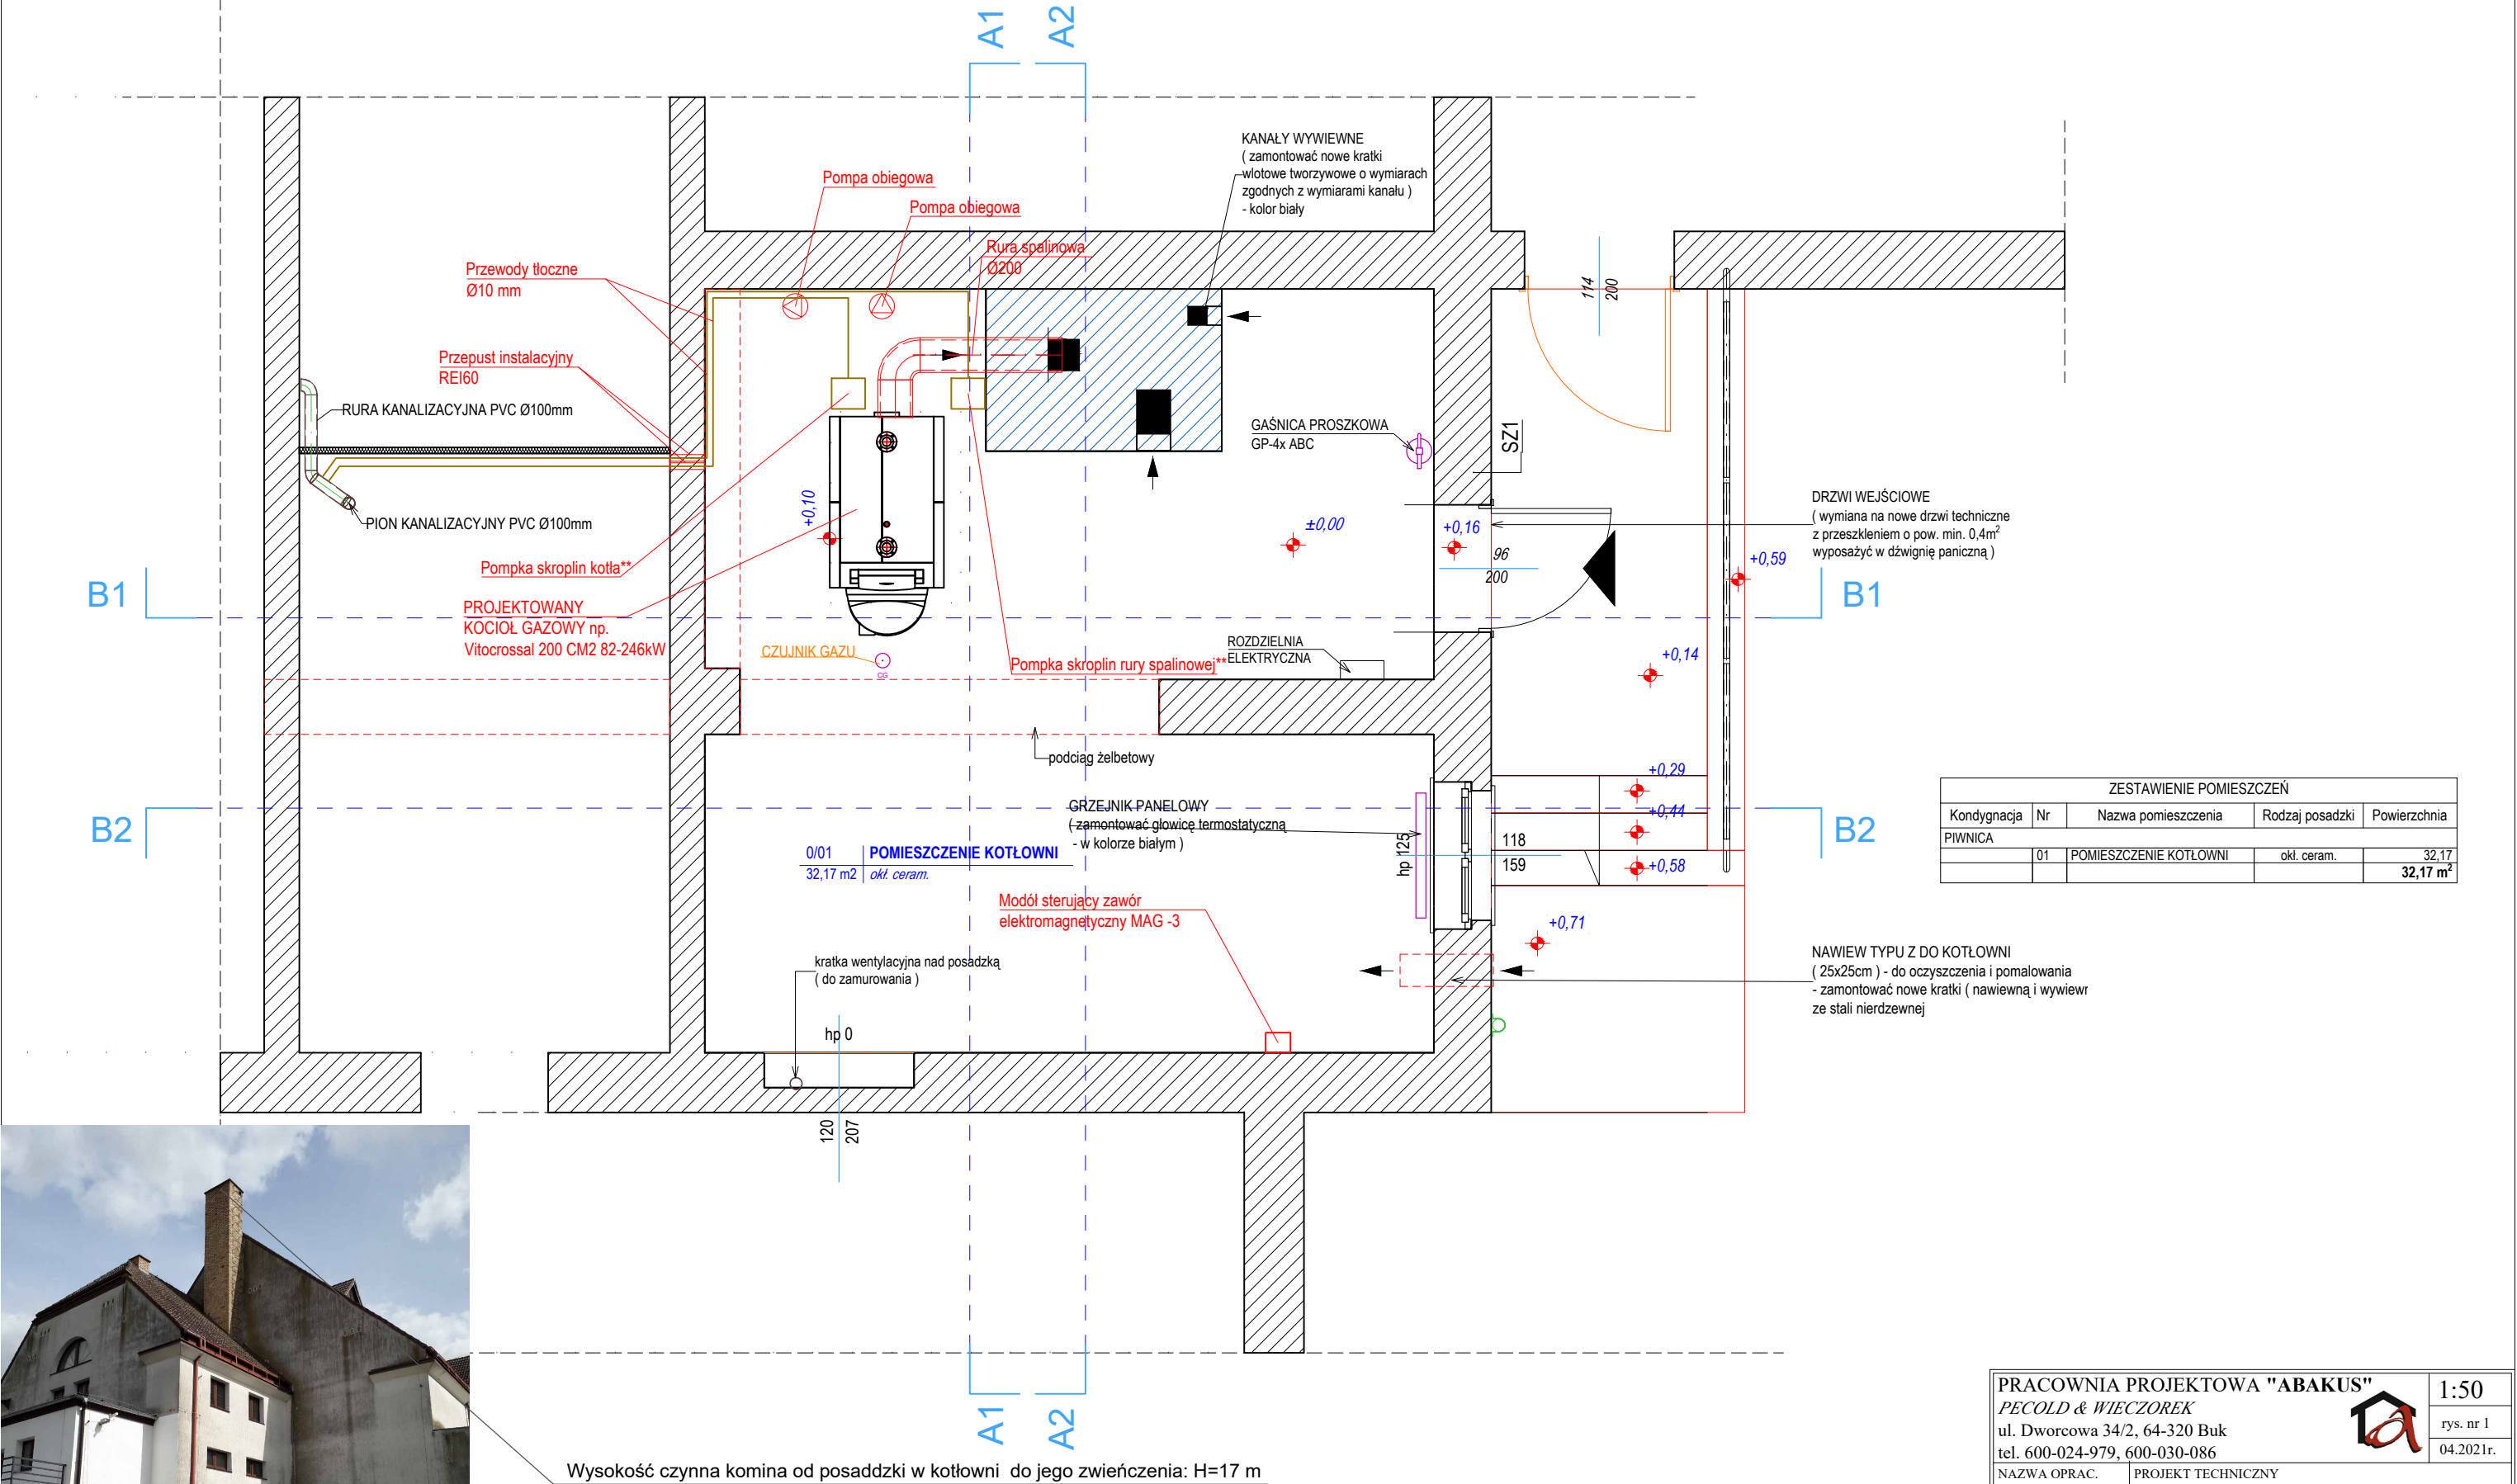 A1
A2
KANAŁY WYWIEWNE
( zamontować nowe kratki
wlotowe tworzywowe o wymiarach
zgodnych z wymiarami kanału )
- kolor biały
Pompa obiegowa
Pompa obiegowa
Rura spalinowa
Ø200
Przewody tłoczne
Ø10 mm
114
200
Przepust instalacyjny
REI60
RURA KANALIZACYJNA PVC Ø100mm
GAŚNICA PROSZKOWA
GP-4x ABC
SZ1
PION KANALIZACYJNY PVC Ø100mm
+0,10
±0,00
+0,16
96
200
DRZWI WEJŚCIOWE
( wymiana na nowe drzwi techniczne
z przeszkleniem o pow. min. 0,4m²
wyposażyć w dźwignię paniczną )
+0,59
Pompka skroplin kotła**
B1
B1
PROJEKTOWANY
KOCIOŁ GAZOWY np.
Vitocrossal 200 CM2 82-246kW
CZUJNIK GAZU
CG
Pompka skroplin rury spalinowej**
ROZDZIELNIA
ELEKTRYCZNA
+0,14
podciąg żelbetowy
+0,29
+0,44
+0,58
+0,71
B2
B2
GRZEJNIK PANELOWY
( zamontować głowicę termostatyczną
- w kolorze białym )
hp 125
118
159
0/01 POMIESZCZENIE KOTŁOWNI
32,17 m2 okł. ceram.
ZESTAWIENIE POMIESZCZEŃ
Kondygnacja Nr Nazwa pomieszczenia Rodzaj posadzki Powierzchnia
PIWNICA
01 POMIESZCZENIE KOTŁOWNI okł. ceram. 32,17
32,17 m²
Modół sterujący zawór
elektromagnetyczny MAG -3
kratka wentylacyjna nad posadzką
( do zamurowania )
NAWIEW TYPU Z DO KOTŁOWNI
( 25x25cm ) - do oczyszczenia i pomalowania
- zamontować nowe kratki ( nawiewną i wywiewn
ze stali nierdzewnej
hp 0
120
207
A1
A2
Wysokość czynna komina od posaddzki w kotłowni do jego zwieńczenia: H=17 m
PRACOWNIA PROJEKTOWA "ABAKUS"
PECOLD & WIECZOREK
ul. Dworcowa 34/2, 64-320 Buk
tel. 600-024-979, 600-030-086
1:50
rys. nr 1
04.2021r.
NAZWA OPRAC. PROJEKT TECHNICZNY